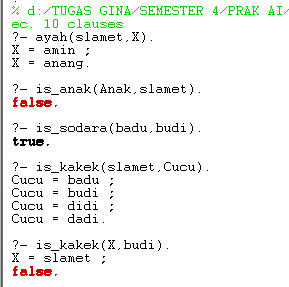 % d:/TUGAS GINA/SEMESTER 4/PRAK AI/
ec, 10 clauses
?- ayah(slamet,X).
X = amin ;
X = anang.
?- is_anak(Anak,slamet).
false.
?- is_sodara(badu,budi).
true.
?- is_kakek(slamet,Cucu).
Cucu = badu ;
Cucu = budi ;
Cucu = didi ;
Cucu = dadi.
?- is_kakek(X,budi).
X = slamet ;
false.